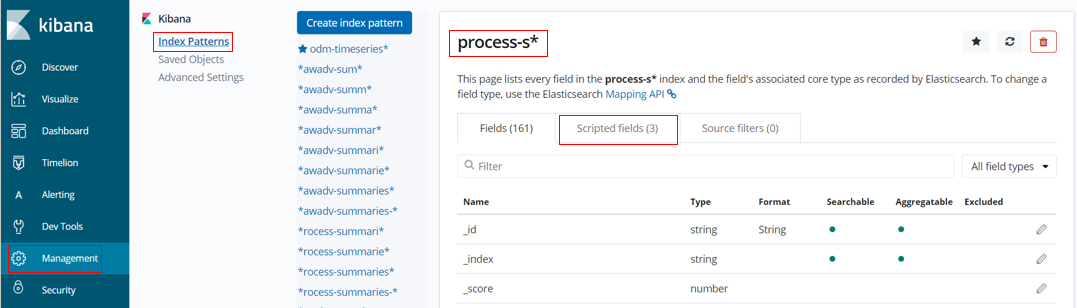 kibana
Discover
Visualize
Dashboard
Timelion
A Alerting
Dev Tools
Management
Security
Kibana
Index Patterns
Saved Objects
Advanced Settings
Create index pattern
odm-timeseries*
*awadv-sum*
*awadv-summ*
*awadv-summa*
*awadv-summar*
*awadv-summari*
*awadv-summarie*
*awadv-summaries*
*awadv-summaries-*
*rocess-summari*
*rocess-summarie*
*rocess-summaries*
*rocess-summaries-*
process-s*
This page lists every field in the process-s* index and the field's associated core type as recorded by Elasticsearch. To change a
field type, use the Elasticsearch Mapping API
Fields (161) Scripted fields (3) Source filters (0)
Filter All field types
Name Type Format Searchable Aggregatable Excluded
_id string String
_index string
_score number